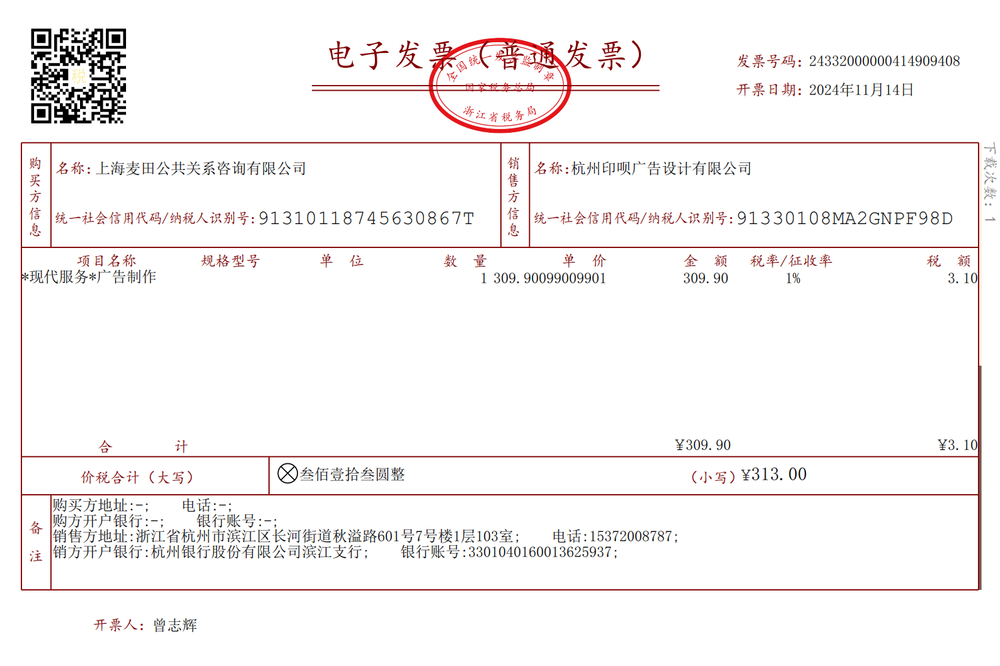 电子发票（普通发票）
全国统一发票监制章
国家税务总局
浙江省税务局
税
发票号码：24332000000414909408
开票日期：2024年11月14日
下载次数：1
购买方信息
名称：上海麦田公共关系咨询有限公司
统一社会信用代码/纳税人识别号：91310118745630867T
销售方信息
名称：杭州印呗广告设计有限公司
统一社会信用代码/纳税人识别号：91330108MA2GNPF98D
项目名称 规格型号 单位 数量 单价 金额 税率/征收率 税额
*现代服务*广告制作 1 309.90099009901 309.90 1% 3.10
合计 ¥309.90 ¥3.10
价税合计（大写） 叁佰壹拾叁圆整 （小写）¥313.00
备注
购买方地址:-; 电话:-;
购方开户银行:-; 银行账号:-;
销售方地址:浙江省杭州市滨江区长河街道秋溢路601号7号楼1层103室; 电话:15372008787;
销方开户银行:杭州银行股份有限公司滨江支行; 银行账号:3301040160013625937;
开票人：曾志辉